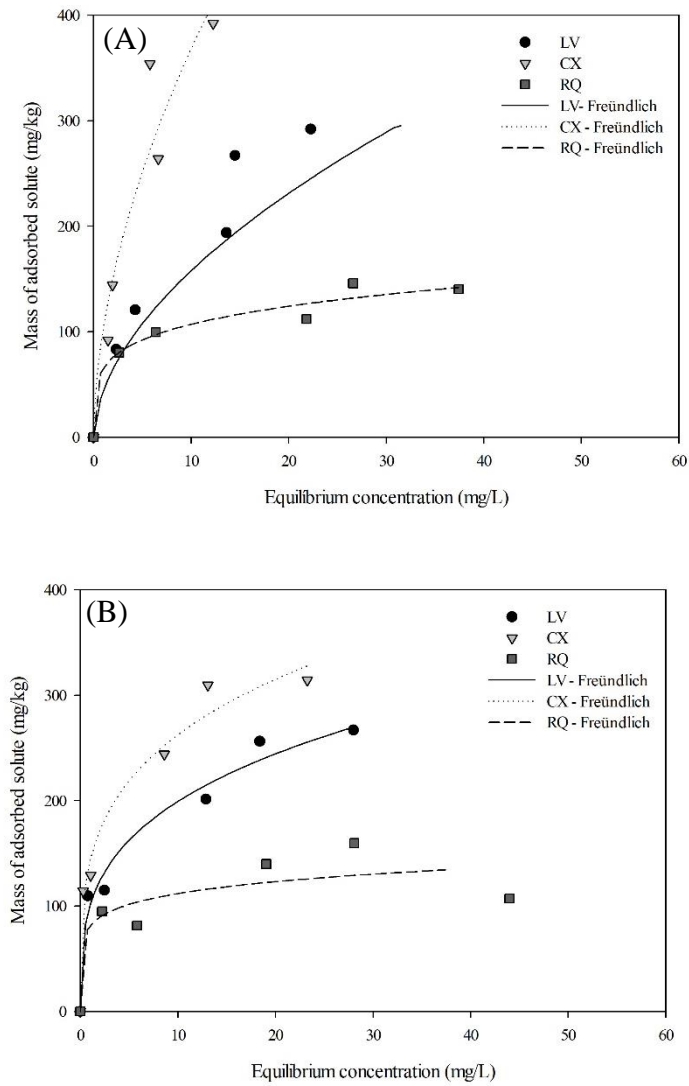 (A)
LV
CX
RQ
LV- Freündlich
CX - Freündlich
RQ - Freündlich
Mass of adsorbed solute (mg/kg)
400
300
200
100
0
0 10 20 30 40 50 60
Equilíbrium concentration (mg/L)
(B)
LV
CX
RQ
LV - Freündlich
CX - Freündlich
RQ - Freündlich
Mass of adsorbed solute (mg/kg)
400
300
200
100
0
0 10 20 30 40 50 60
Equilíbrium concentration (mg/L)